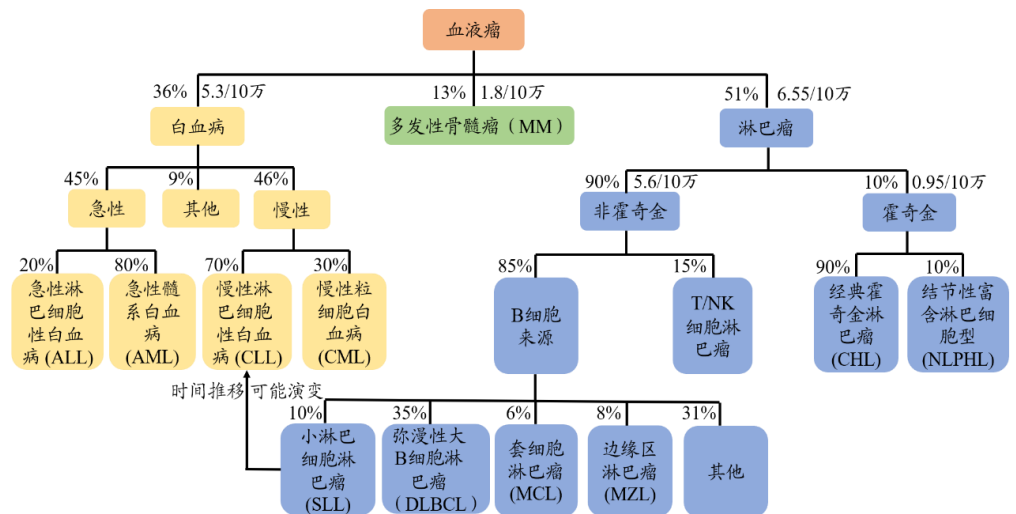 血液瘤
36%
5.3/10万
13%
1.8/10万
51%
6.55/10万
白血病
多发性骨髓瘤（MM）
淋巴瘤
45%
9%
46%
90%
5.6/10万
10%
0.95/10万
急性
其他
慢性
非霍奇金
霍奇金
20%
80%
70%
30%
85%
15%
90%
10%
急性淋
巴细胞
性白血
病(ALL)
急性髓
系白血
病
(AML)
慢性淋
巴细胞
性白血
病(CLL)
慢性粒
细胞白
血病
(CML)
B细胞
来源
T/NK
细胞淋
巴瘤
经典霍
奇金淋
巴瘤
(CHL)
结节性富
含淋巴细
胞型
(NLPHL)
时间推移 可能演变
10%
35%
6%
8%
31%
小淋巴
细胞淋
巴瘤
(SLL)
弥漫性大
B细胞淋
巴瘤
（DLBCL）
套细胞
淋巴瘤
(MCL)
边缘区
淋巴瘤
(MZL)
其他